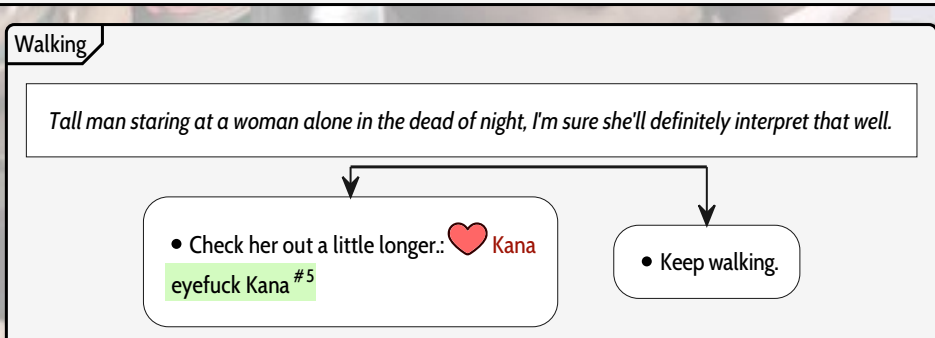 Walking
Tall man staring at a woman alone in the dead of night, I'm sure she'll definitely interpret that well.
• Check her out a little longer.: Kana
eyefuck Kana #5
• Keep walking.